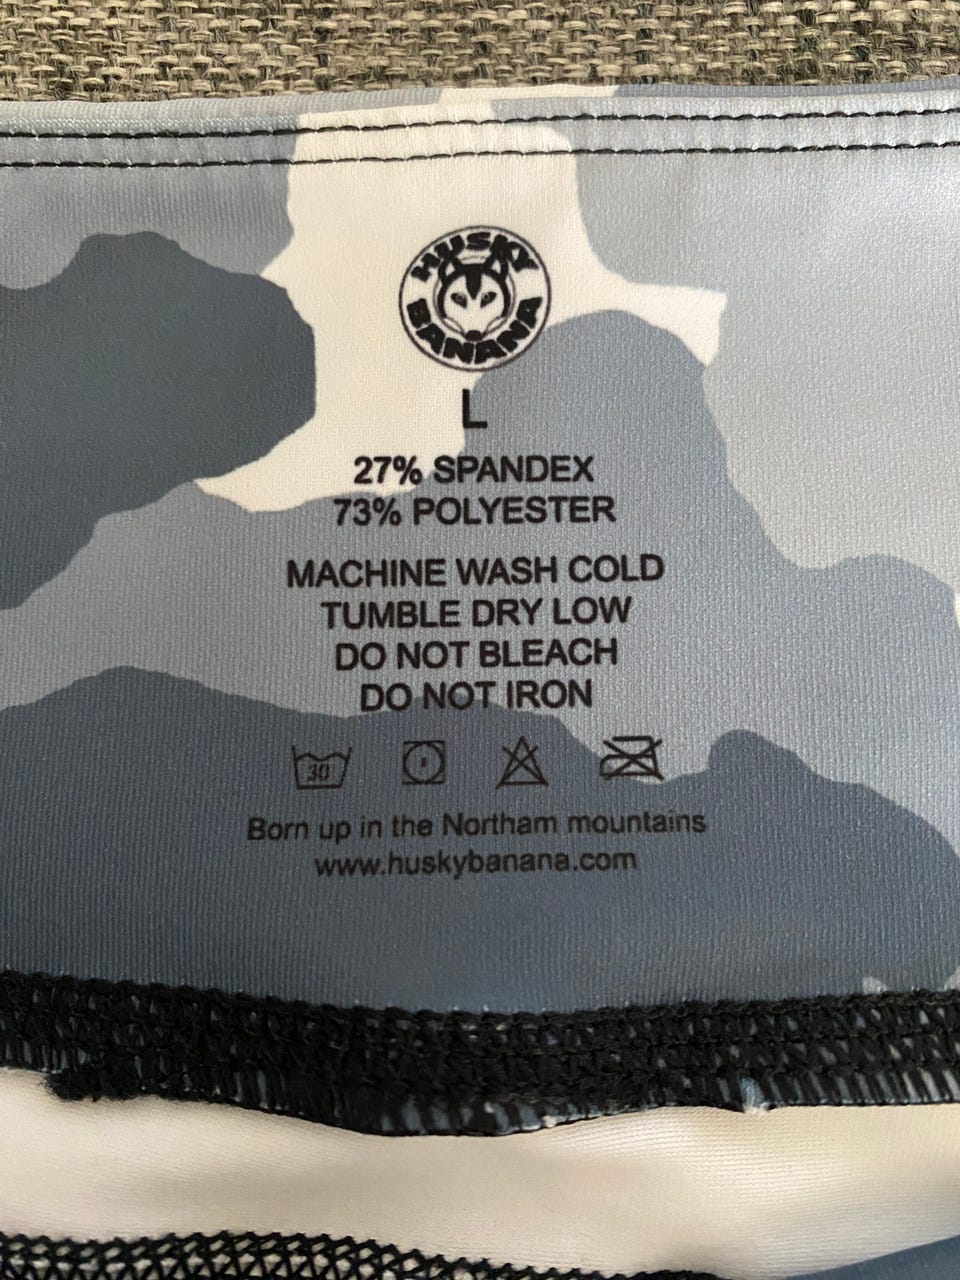 HUSKY
BANANA
L
27% SPANDEX
73% POLYESTER
MACHINE WASH COLD
TUMBLE DRY LOW
DO NOT BLEACH
DO NOT IRON
30
Born up in the Northam mountains
www.huskybanana.com